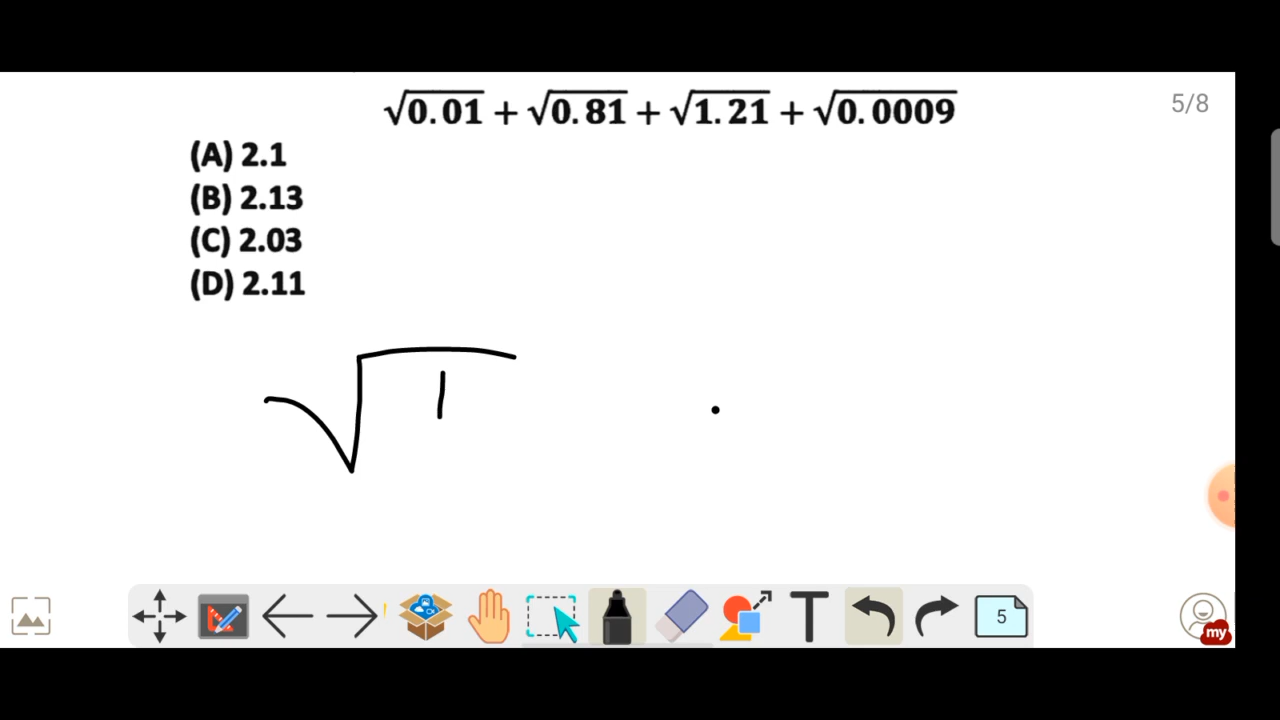 √0.01 + √0.81 + √1.21 + √0.0009
5/8
(A) 2.1
(B) 2.13
(C) 2.03
(D) 2.11
√1
T
5
my